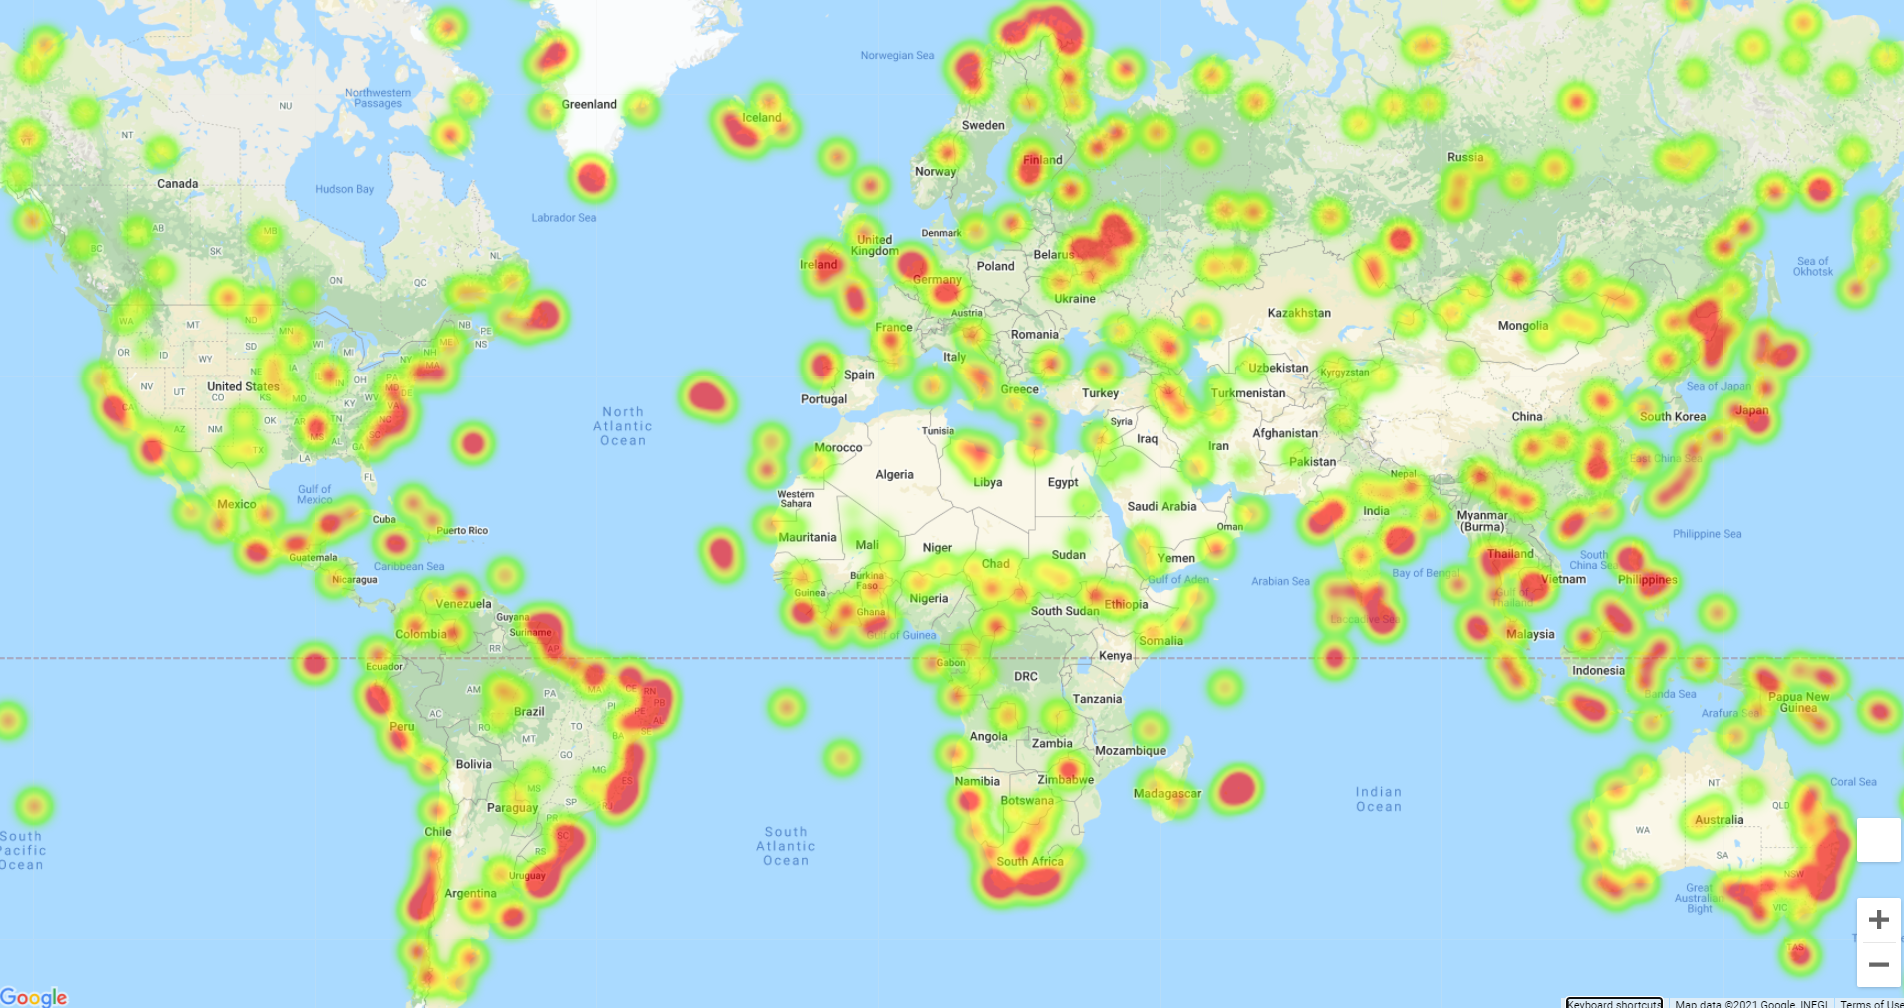 Norwegian Sea
Greenland
Northwestern
Passages
NU
Iceland
Sweden
NT
YT
Finland
Russia
Norway
Canada
Hudson Bay
Labrador Sea
AB
MB
BC
SK
Denmark
United
Kingdom
Ireland
Belarus
Poland
Germany
Sea of
Okhotsk
NL
ON
QC
Ukraine
Austria
France
Romania
Kazakhstan
Mongolia
WA
MT
ND
MN
NB
PE
NS
ME
OR
ID
WY
SD
WI
MI
NH
NY
MA
Italy
Spain
Portugal
Greece
Turkey
Uzbekistan
Kyrgyzstan
Turkmenistan
Sea of Japan
Japan
South Korea
China
NV
UT
United States
CO
NE
IA
KS
MO
IN
OH
KY
WV
PA
MD
DE
VA
CA
AZ
NM
OK
AR
TN
NC
SC
MS
AL
GA
TX
LA
FL
North
Atlantic
Ocean
Tunisia
Morocco
Algeria
Libya
Egypt
Syria
Iraq
Iran
Afghanistan
Pakistan
Nepal
East China Sea
Gulf of
Mexico
Mexico
Cuba
Puerto Rico
Western
Sahara
Saudi Arabia
Oman
India
Myanmar
(Burma)
Philippine Sea
Guatemala
Caribbean Sea
Nicaragua
Mauritania
Mali
Niger
Chad
Sudan
Yemen
Gulf of Aden
Arabian Sea
Bay of Bengal
Thailand
Vietnam
South
China Sea
Philippines
Gulf of
Thailand
Burkina
Faso
Guinea
Ghana
Nigeria
South Sudan
Ethiopia
Somalia
Gulf of Guinea
Laccadive Sea
Malaysia
Venezuela
Guyana
Suriname
Colombia
RR
AP
Ecuador
Gabon
Kenya
DRC
Tanzania
Indonesia
Banda Sea
Arafura Sea
Papua New
Guinea
AM
PA
MA
CE
RN
PB
PE
AL
SE
PI
AC
RO
TO
BA
Brazil
Peru
MT
GO
MG
ES
Bolivia
MS
SP
RJ
Paraguay
PR
SC
RS
Angola
Zambia
Mozambique
Zimbabwe
Namibia
Botswana
Madagascar
Indian
Ocean
NT
QLD
Coral Sea
Australia
WA
SA
NSW
VIC
TAS
Chile
Uruguay
Argentina
South Africa
South
Atlantic
Ocean
South
Pacific
Ocean
Great
Australian
Bight
Google
Keyboard shortcuts
Map data ©2021 Google, INEGI
Terms of Use